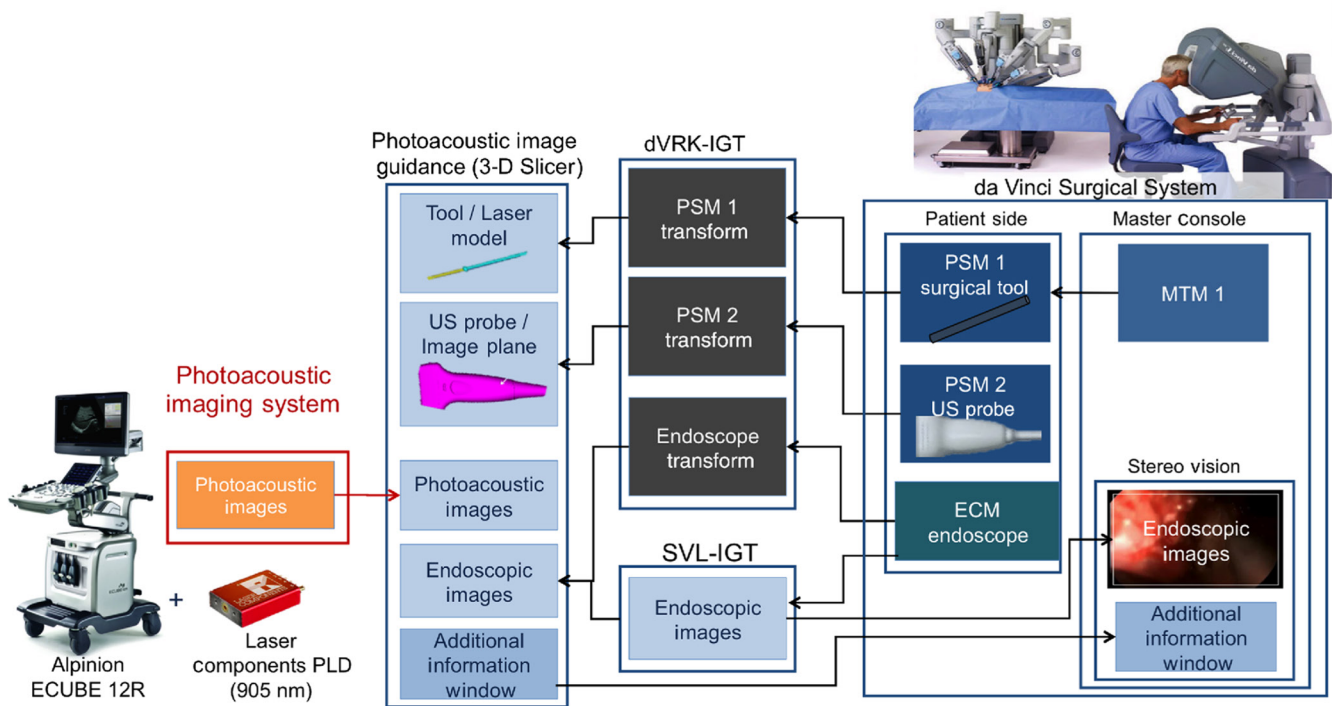 da Vinci Surgical System
Photoacoustic image
guidance (3-D Slicer)
dVRK-IGT
Patient side
Master console
Tool / Laser
model
PSM 1
transform
PSM 1
surgical tool
MTM 1
US probe /
Image plane
PSM 2
transform
PSM 2
US probe
Photoacoustic
imaging system
Photoacoustic
images
Photoacoustic
images
Endoscope
transform
ECM
endoscope
Stereo vision
Endoscopic
images
SVL-IGT
Endoscopic
images
Endoscopic
images
Additional
information
window
Additional
information
window
+
Alpinion
ECUBE 12R
Laser
components PLD
(905 nm)